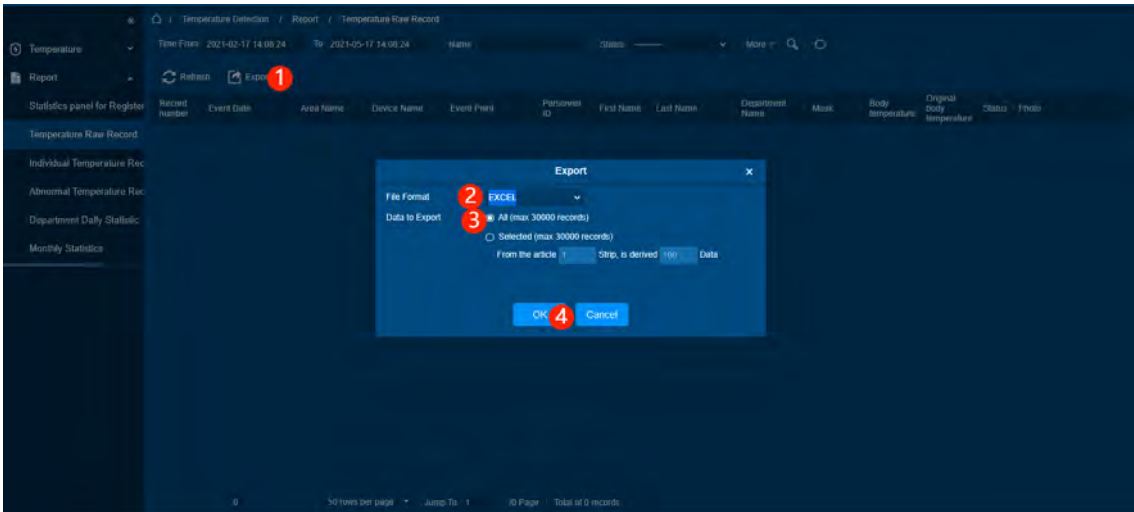 « / Temperature Detection / Report / Temperature Raw Record
Temperature Time From 2021-02-17 14:08:24 To 2021-05-17 14:08:24 Name Status --------- More
Report Refresh Export 1
Statistics panel for Register Record number Event Date Area Name Device Name Event Point Personnel ID First Name Last Name Department Name Mask Body temperature Original Body temperature Status Photo
Temperature Raw Record
Individual Temperature Rec
Abnormal Temperature Rec
Department Daily Statistic
Monthly Statistics
Export x
File Format 2 EXCEL
Data to Export 3 All (max 30000 records)
Selected (max 30000 records)
From the article 1 Strip, is derived 100 Data
OK 4 Cancel
0 50 rows per page Jump To 1 /0 Page Total of 0 records